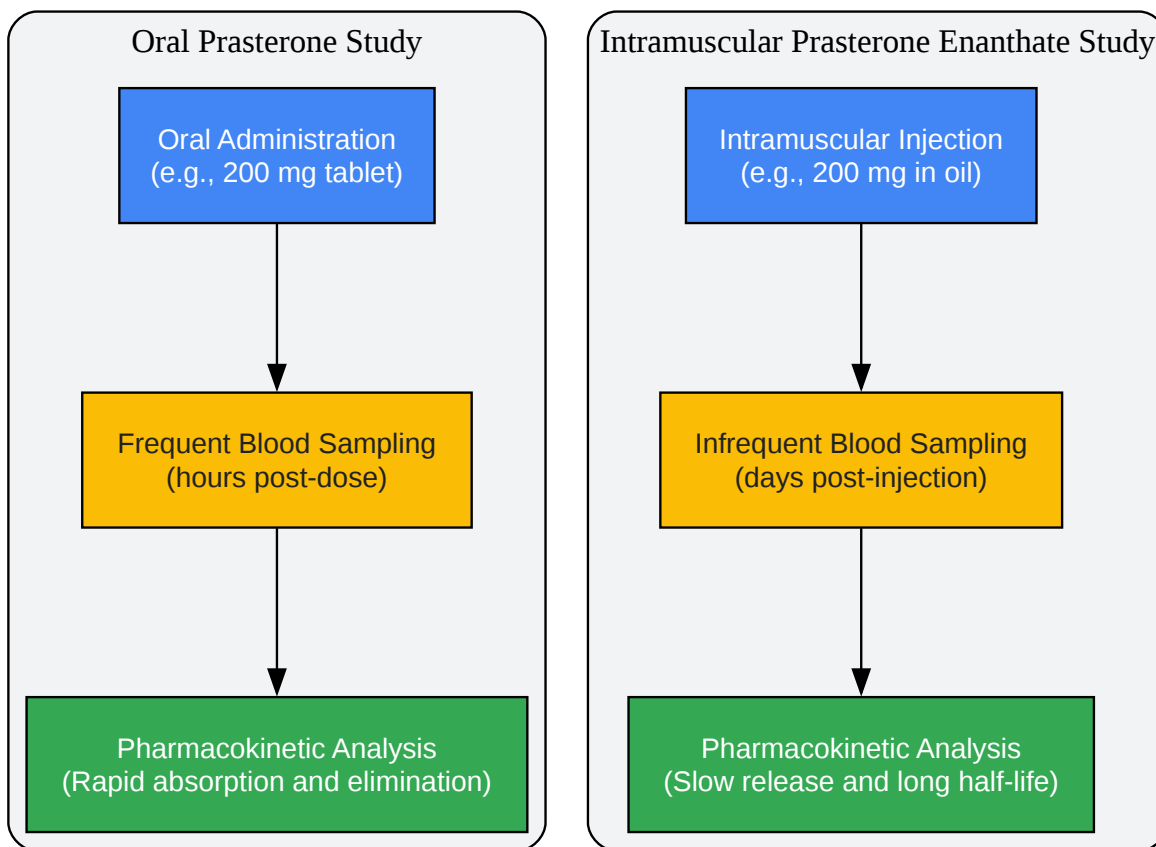 Oral Prasterone Study
Oral Administration
(e.g., 200 mg tablet)
Frequent Blood Sampling
(hours post-dose)
Pharmacokinetic Analysis
(Rapid absorption and elimination)
Intramuscular Prasterone Enanthate Study
Intramuscular Injection
(e.g., 200 mg in oil)
Infrequent Blood Sampling
(days post-injection)
Pharmacokinetic Analysis
(Slow release and long half-life)